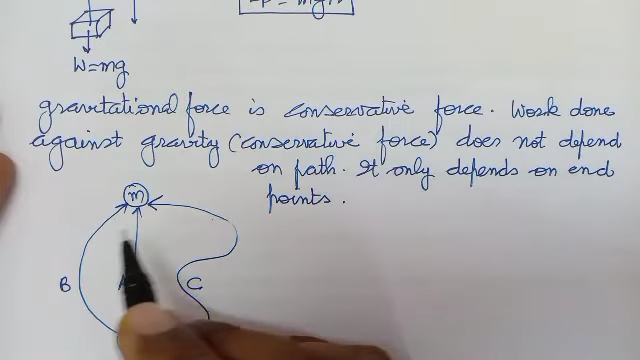 W=mg
gravitational force is conservative force. Work done
against gravity (conservative force) does not depend
on path. It only depends on end
points.
m
B A C